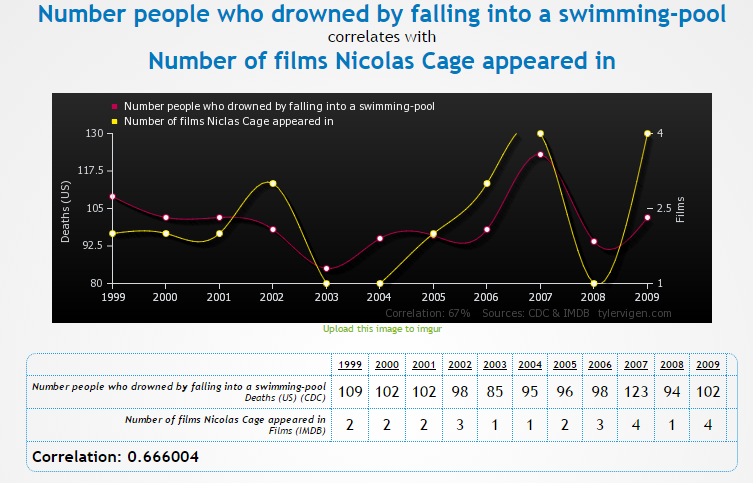 Number people who drowned by falling into a swimming-pool
correlates with
Number of films Nicolas Cage appeared in
Number people who drowned by falling into a swimming-pool
Number of films Niclas Cage appeared in
130
117.5
105
92.5
80
Deaths (US)
4
2.5
1
Films
1999 2000 2001 2002 2003 2004 2005 2006 2007 2008 2009
Correlation: 67% Sources: CDC & IMDB tylervigen.com
Upload this image to imgur
1999 2000 2001 2002 2003 2004 2005 2006 2007 2008 2009
Number people who drowned by falling into a swimming-pool
Deaths (US) (CDC)
109 102 102 98 85 95 96 98 123 94 102
Number of films Nicolas Cage appeared in
Films (IMDB)
2 2 2 3 1 1 2 3 4 1 4
Correlation: 0.666004